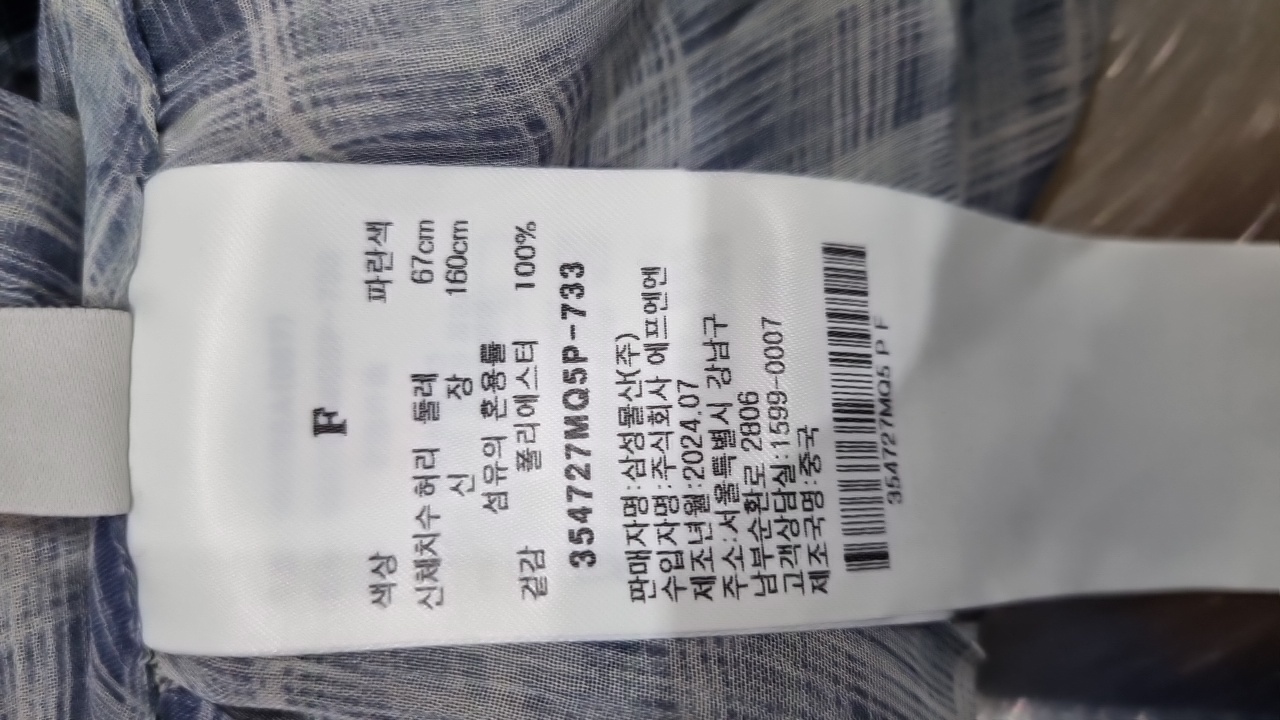 F
색상 파란색
신체치수 허리 둘레 67cm
신 장 160cm
섬유의 혼용률
겉감 폴리에스터 100%
354727MQ5P-733
판매자명:삼성물산(주)
수입자명:주식회사 에프엔엔
제조년월:2024.07
주소:서울특별시 강남구
남부순환로 2806
고객상담실:1599-0007
제조국명:중국
354727MQ5 P F